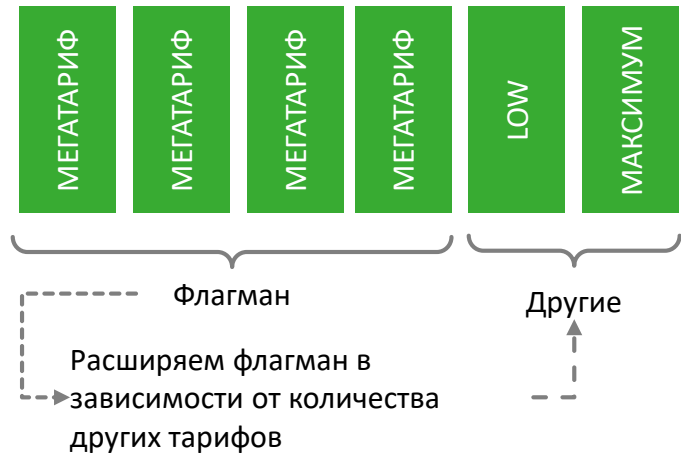 МЕГАТАРИФ
МЕГАТАРИФ
МЕГАТАРИФ
МЕГАТАРИФ
LOW
МАКСИМУМ
Флагман
Другие
Расширяем флагман в
зависимости от количества
других тарифов